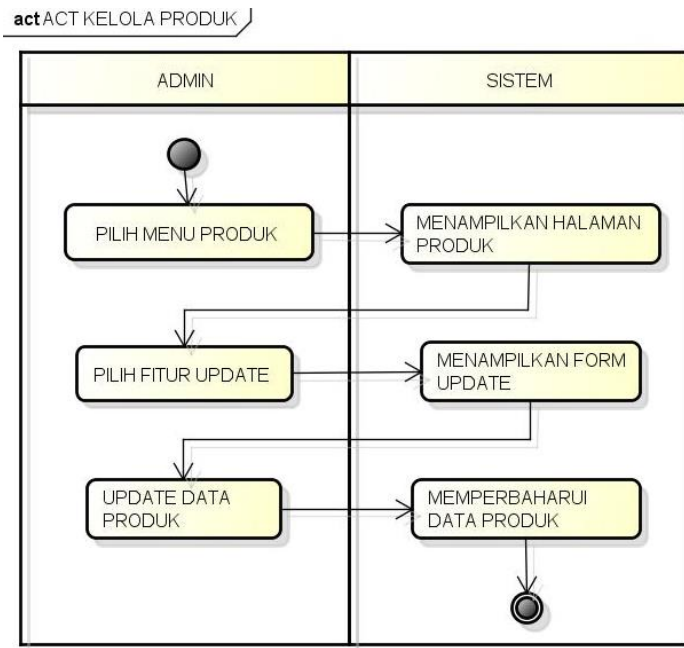 act ACT KELOLA PRODUK
ADMIN
SISTEM
PILIH MENU PRODUK
MENAMPILKAN HALAMAN
PRODUK
PILIH FITUR UPDATE
MENAMPILKAN FORM
UPDATE
UPDATE DATA
PRODUK
MEMPERBAHARUI
DATA PRODUK